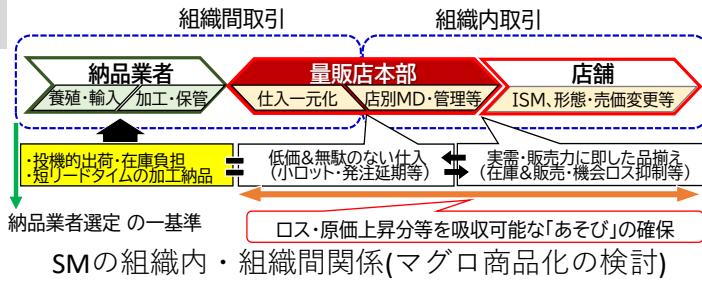 組織間取引
組織内取引
納品業者
養殖・輸入
加工・保管
量販店本部
仕入一元化
店別MD・管理等
店舗
ISM、形態・売価変更等
・投機的出荷・在庫負担
・短リードタイムの加工納品
低価&無駄のない仕入
(小ロット・発注延期等)
実需・販売力に即した品揃え
(在庫&販売・機会ロス抑制等)
納品業者選定 の一基準
ロス・原価上昇分等を吸収可能な「あそび」の確保
SMの組織内・組織間関係(マグロ商品化の検討)